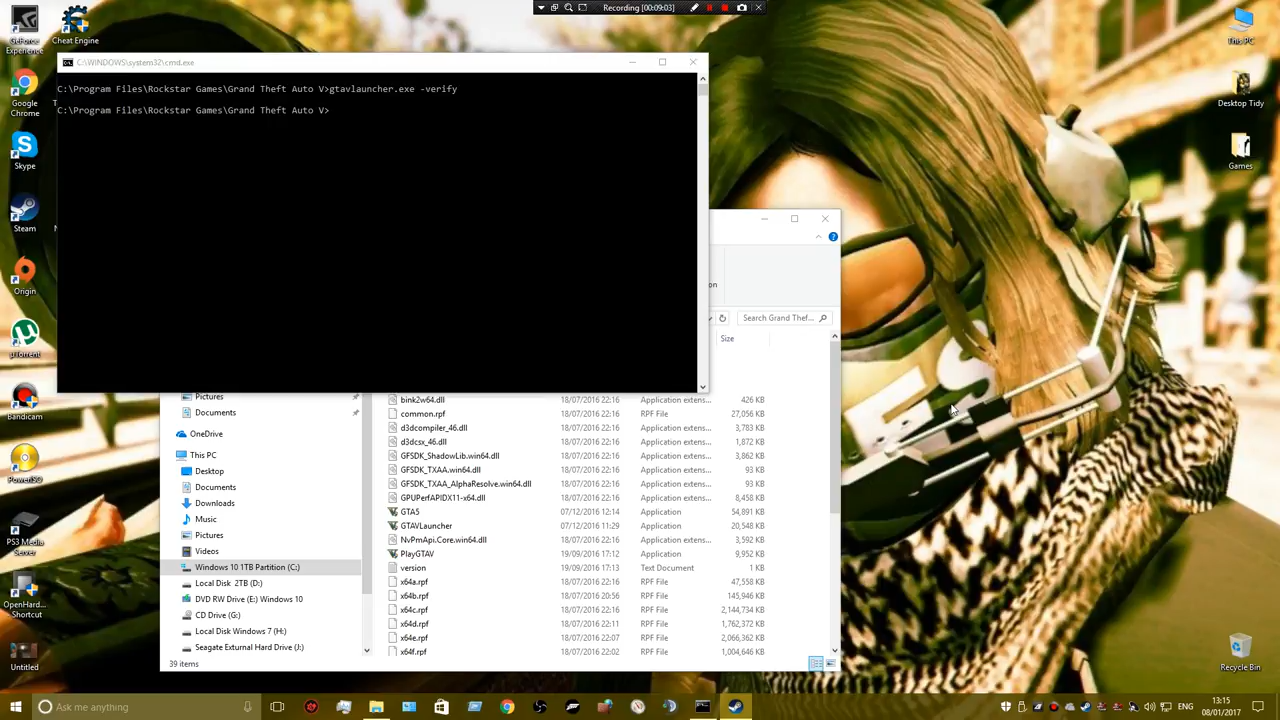 Recording [00:09:03]
GeForce
Experience
Cheat Engine
Google
Chrome
Skype
Steam
Origin
µTorrent
Bandicam
PowerISO
PS3 Media
Server
OpenHard...
Shortcut
Untitled
This PC
Desktop Tidy
Games
Recycle Bin
C:\WINDOWS\system32\cmd.exe
C:\Program Files\Rockstar Games\Grand Theft Auto V>gtavlauncher.exe -verify
C:\Program Files\Rockstar Games\Grand Theft Auto V>
on
Search Grand Thef...
Size
Pictures
Documents
OneDrive
This PC
Desktop
Documents
Downloads
Music
Pictures
Videos
Windows 10 1TB Partition (C:)
Local Disk 2TB (D:)
DVD RW Drive (E:) Windows 10
CD Drive (G:)
Local Disk Windows 7 (H:)
Seagate External Hard Drive (J:)
bink2w64.dll 18/07/2016 22:16 Application extens... 426 KB
common.rpf 18/07/2016 22:16 RPF File 27,056 KB
d3dcompiler_46.dll 18/07/2016 22:16 Application extens... 3,783 KB
d3dcsx_46.dll 18/07/2016 22:16 Application extens... 1,872 KB
GFSDK_ShadowLib.win64.dll 18/07/2016 22:16 Application extens... 3,862 KB
GFSDK_TXAA.win64.dll 18/07/2016 22:16 Application extens... 93 KB
GFSDK_TXAA_AlphaResolve.win64.dll 18/07/2016 22:16 Application extens... 93 KB
GPUPerfAPIDX11-x64.dll 18/07/2016 22:16 Application extens... 8,458 KB
GTA5 07/12/2016 12:14 Application 54,891 KB
GTAVLauncher 07/12/2016 11:29 Application 20,548 KB
NvPmApi.Core.win64.dll 18/07/2016 22:16 Application extens... 3,592 KB
PlayGTAV 19/09/2016 17:12 Application 9,952 KB
version 19/09/2016 17:13 Text Document 1 KB
x64a.rpf 18/07/2016 22:16 RPF File 47,558 KB
x64b.rpf 18/07/2016 20:56 RPF File 145,946 KB
x64c.rpf 18/07/2016 22:16 RPF File 2,144,734 KB
x64d.rpf 18/07/2016 22:11 RPF File 1,762,372 KB
x64e.rpf 18/07/2016 22:07 RPF File 2,066,362 KB
x64f.rpf 18/07/2016 22:02 RPF File 1,004,646 KB
39 items
Ask me anything
ENG
13:15
08/01/2017